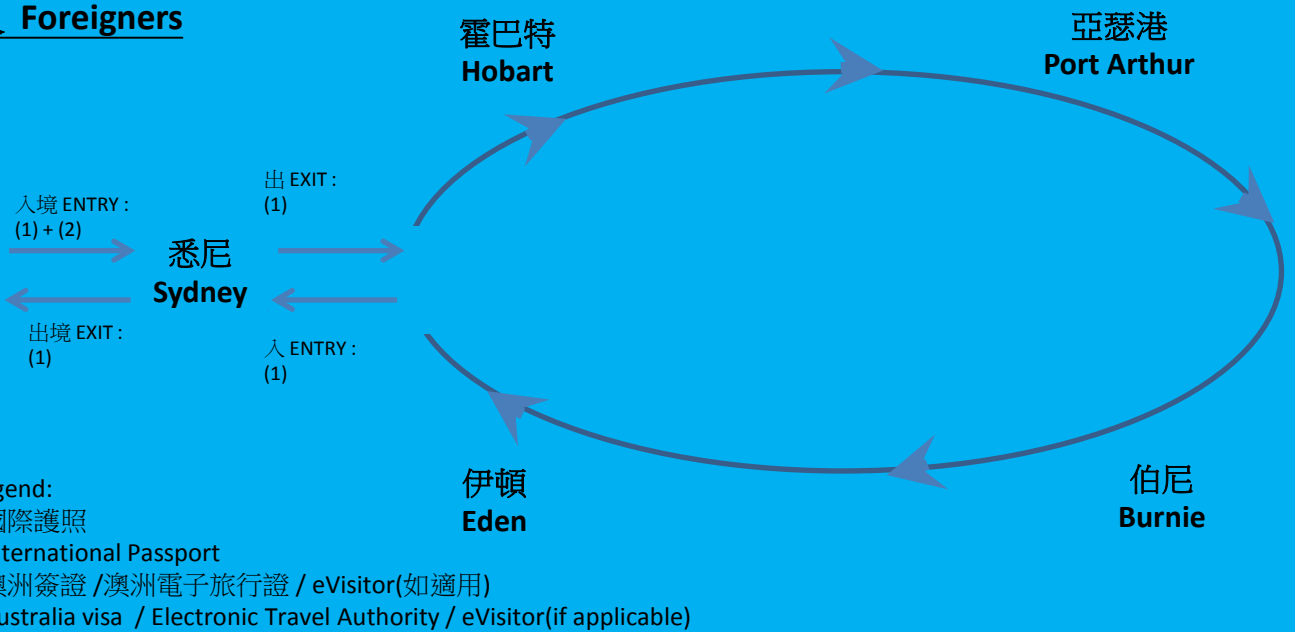 Foreigners
霍巴特
Hobart
亞瑟港
Port Arthur
出 EXIT :
(1)
入境 ENTRY :
(1) + (2)
悉尼
Sydney
出境 EXIT :
(1)
入 ENTRY :
(1)
伊頓
Eden
伯尼
Burnie
gend:
國際護照
nternational Passport
澳洲簽證 /澳洲電子旅行證 / eVisitor(如適用)
ustralia visa / Electronic Travel Authority / eVisitor(if applicable)